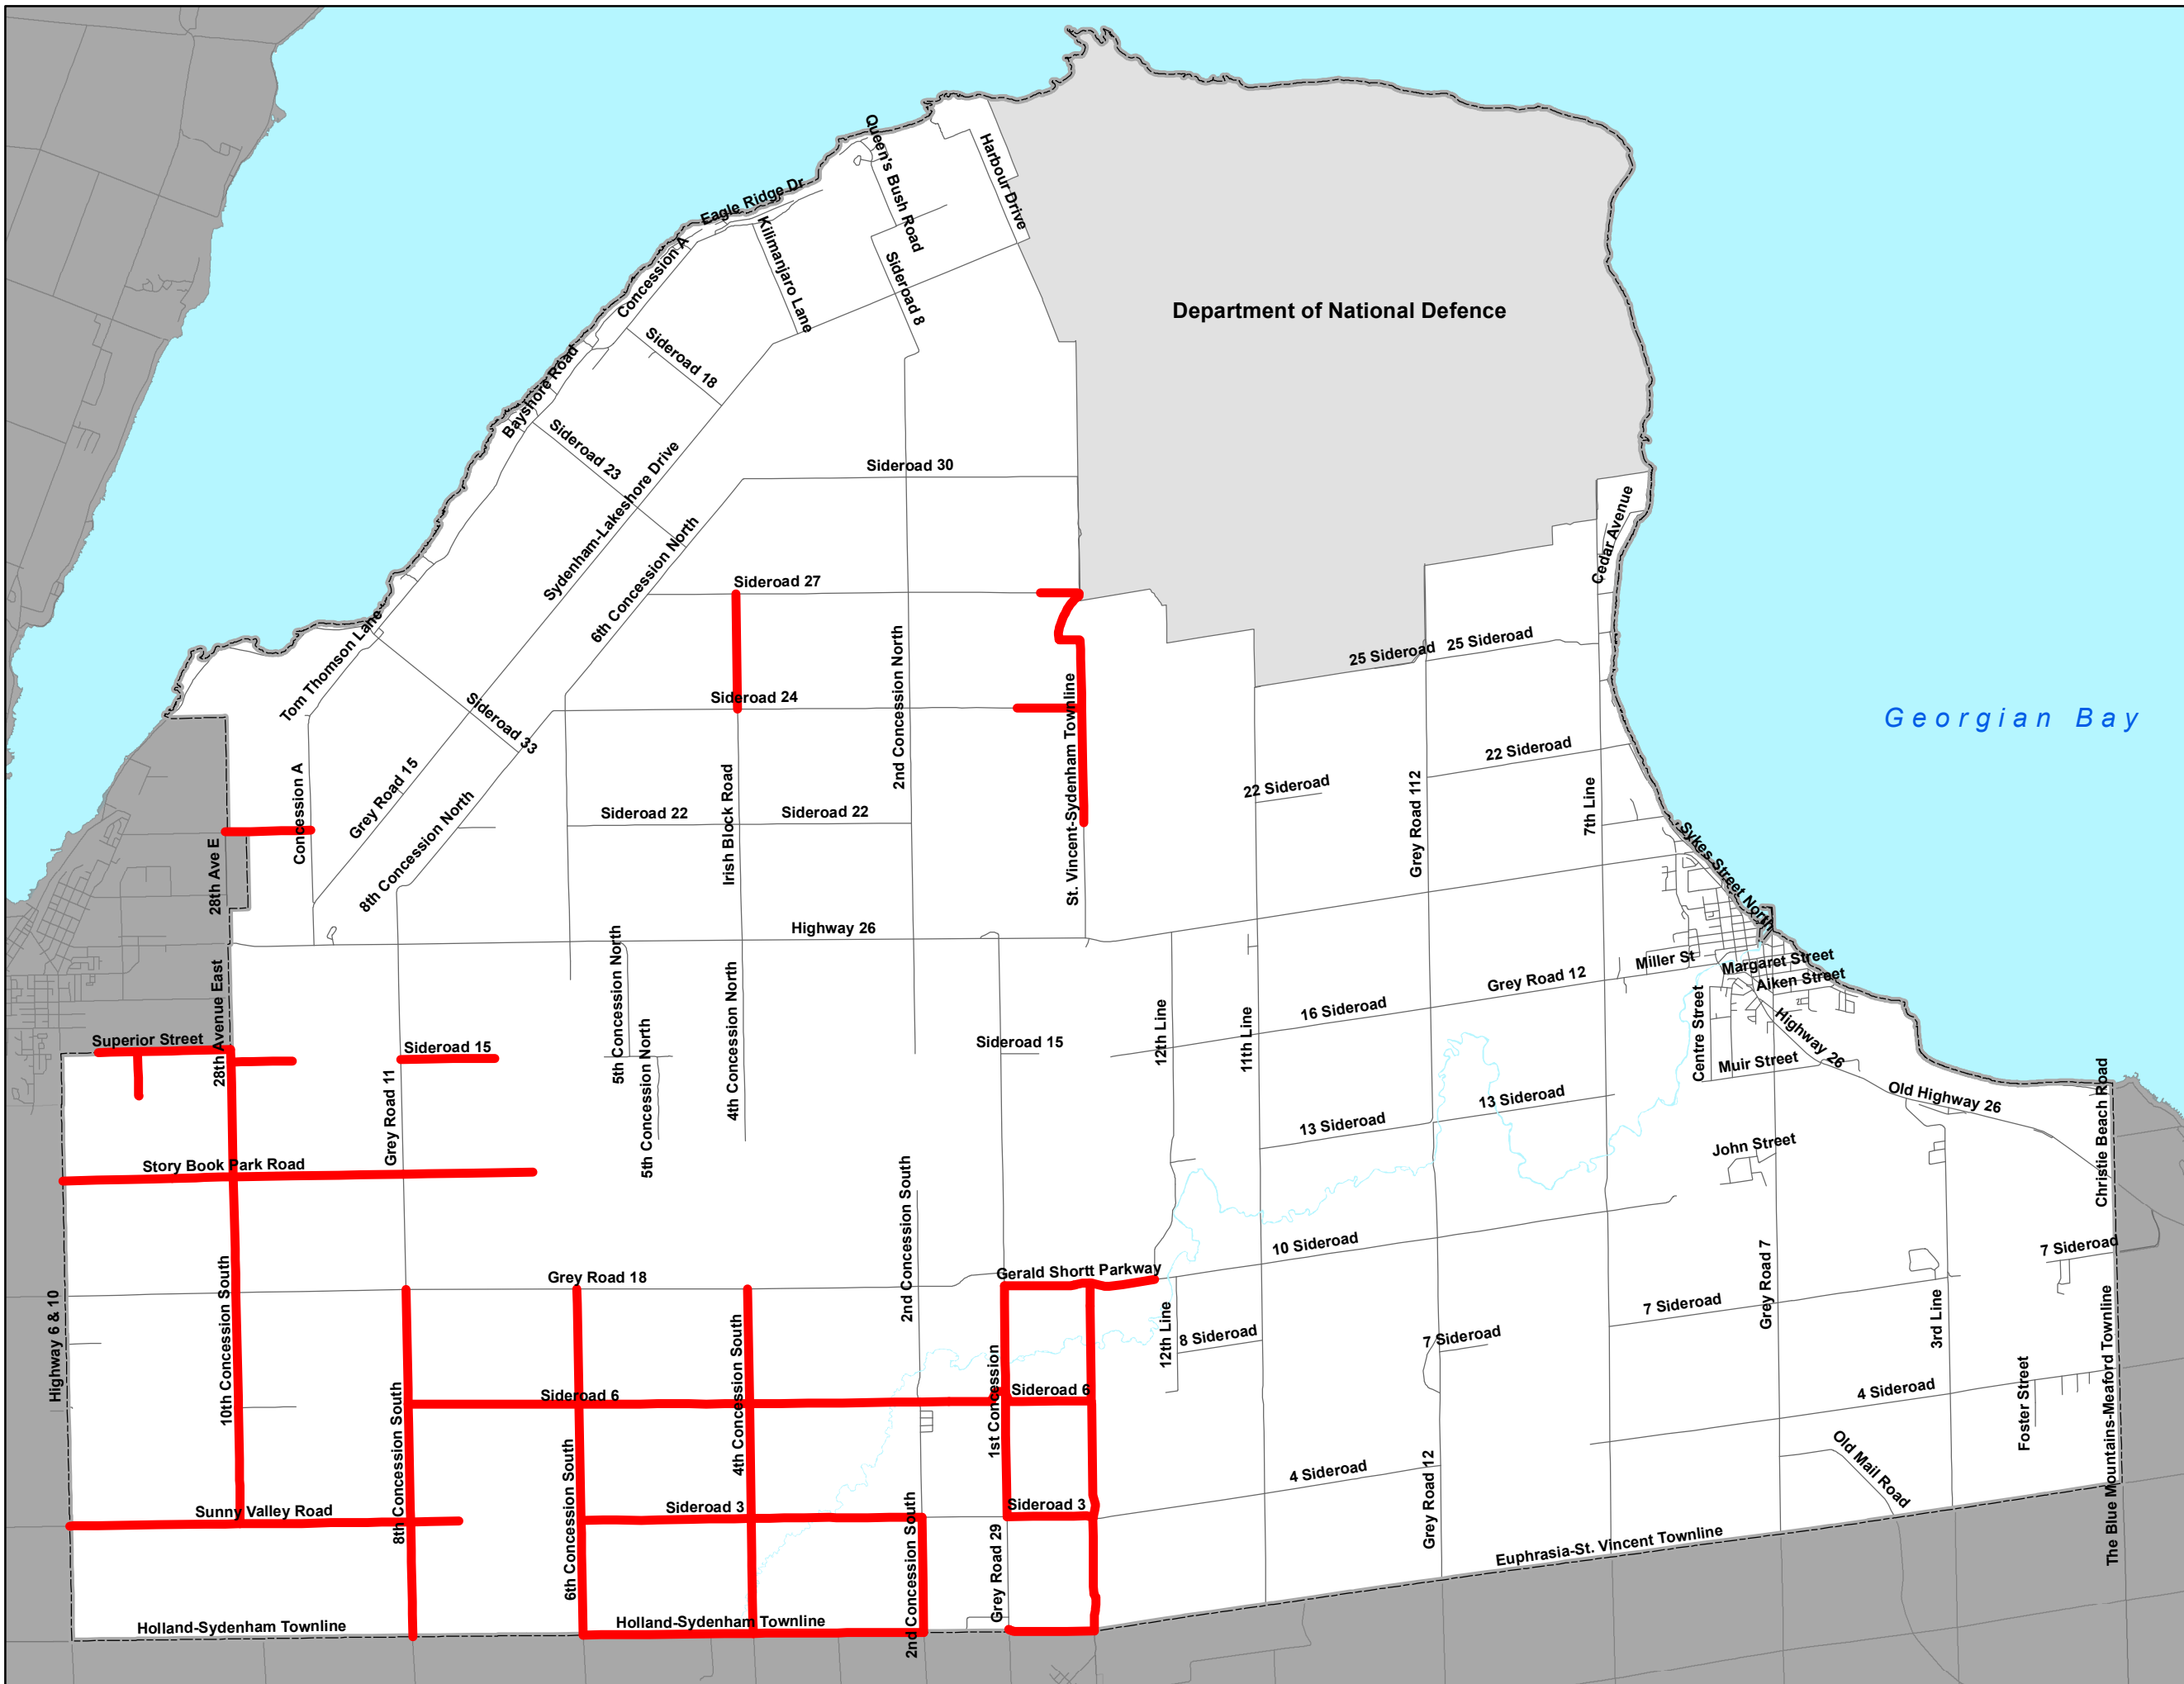 Queen's Bush Road
Harbour Drive
Eagle Ridge Dr
Kilimanjaro Lane
Concession A
Sideroad 8
Department of National Defence
Sideroad 18
Bayshore Road
Sideroad 23
Sydenham-Lakeshore Drive
Sideroad 30
6th Concession North
Cedar Avenue
Sideroad 27
25 Sideroad
25 Sideroad
Tom Thomson Lane
2nd Concession North
Sideroad 24
Sideroad 33
St. Vincent-Sydenham Townline
Georgian Bay
22 Sideroad
22 Sideroad
Grey Road 15
Concession A
8th Concession North
Sideroad 22
Sideroad 22
Irish Block Road
Grey Road 112
7th Line
28th Ave E
Sykes Street North
Highway 26
5th Concession North
4th Concession North
Miller St
Margaret Street
Aiken Street
Grey Road 12
16 Sideroad
28th Avenue East
Superior Street
Sideroad 15
5th Concession North
Sideroad 15
12th Line
11th Line
Centre Street
Highway 26
Muir Street
Old Highway 26
Christie Beach Road
Grey Road 11
13 Sideroad
13 Sideroad
John Street
Story Book Park Road
2nd Concession South
10 Sideroad
7 Sideroad
Gerald Shortt Parkway
Grey Road 18
Highway 6 & 10
10th Concession South
Grey Road 7
7 Sideroad
3rd Line
12th Line
8 Sideroad
7 Sideroad
The Blue Mountains-Meaford Townline
8th Concession South
Sideroad 6
4th Concession South
1st Concession
Sideroad 6
4 Sideroad
Foster Street
Old Mail Road
6th Concession South
4 Sideroad
Grey Road 12
Sunny Valley Road
Sideroad 3
Sideroad 3
2nd Concession South
Grey Road 29
Euphrasia-St. Vincent Townline
Holland-Sydenham Townline
Holland-Sydenham Townline